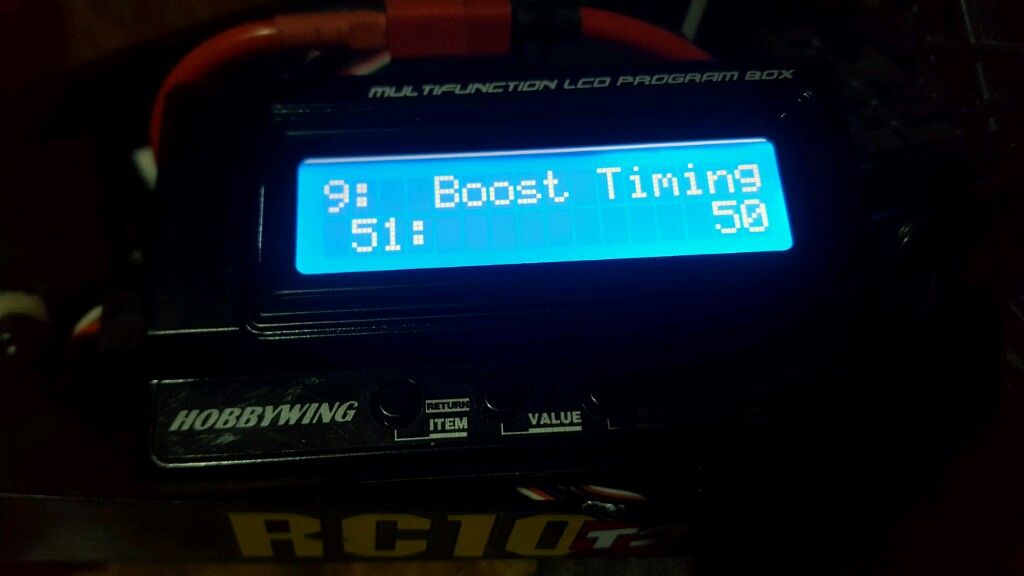 MULTIFUNCTION LCD PROGRAM BOX
9: Boost Timing
51: 50
HOBBYWING
RETURN
ITEM
VALUE
RC10